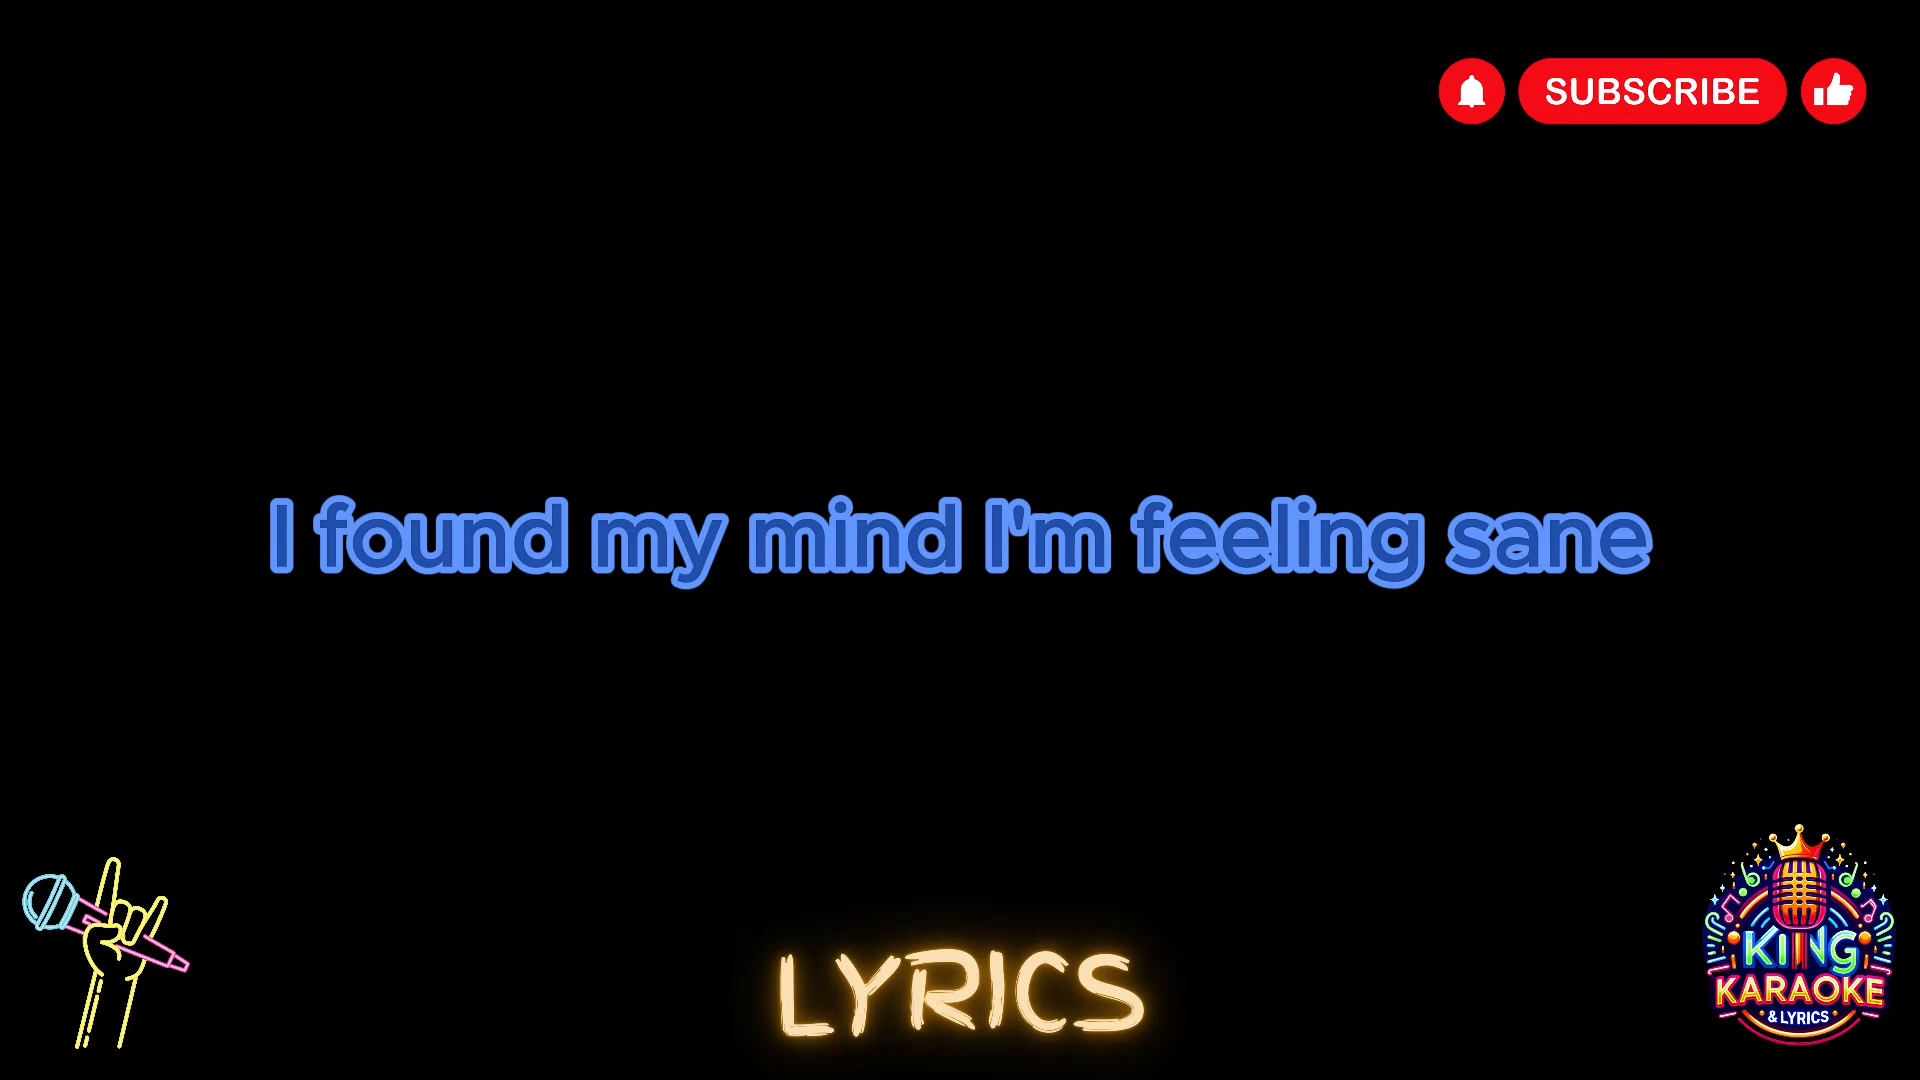 SUBSCRIBE
I found my mind I'm feeling sane
LYRICS
KING
KARAOKE
& LYRICS